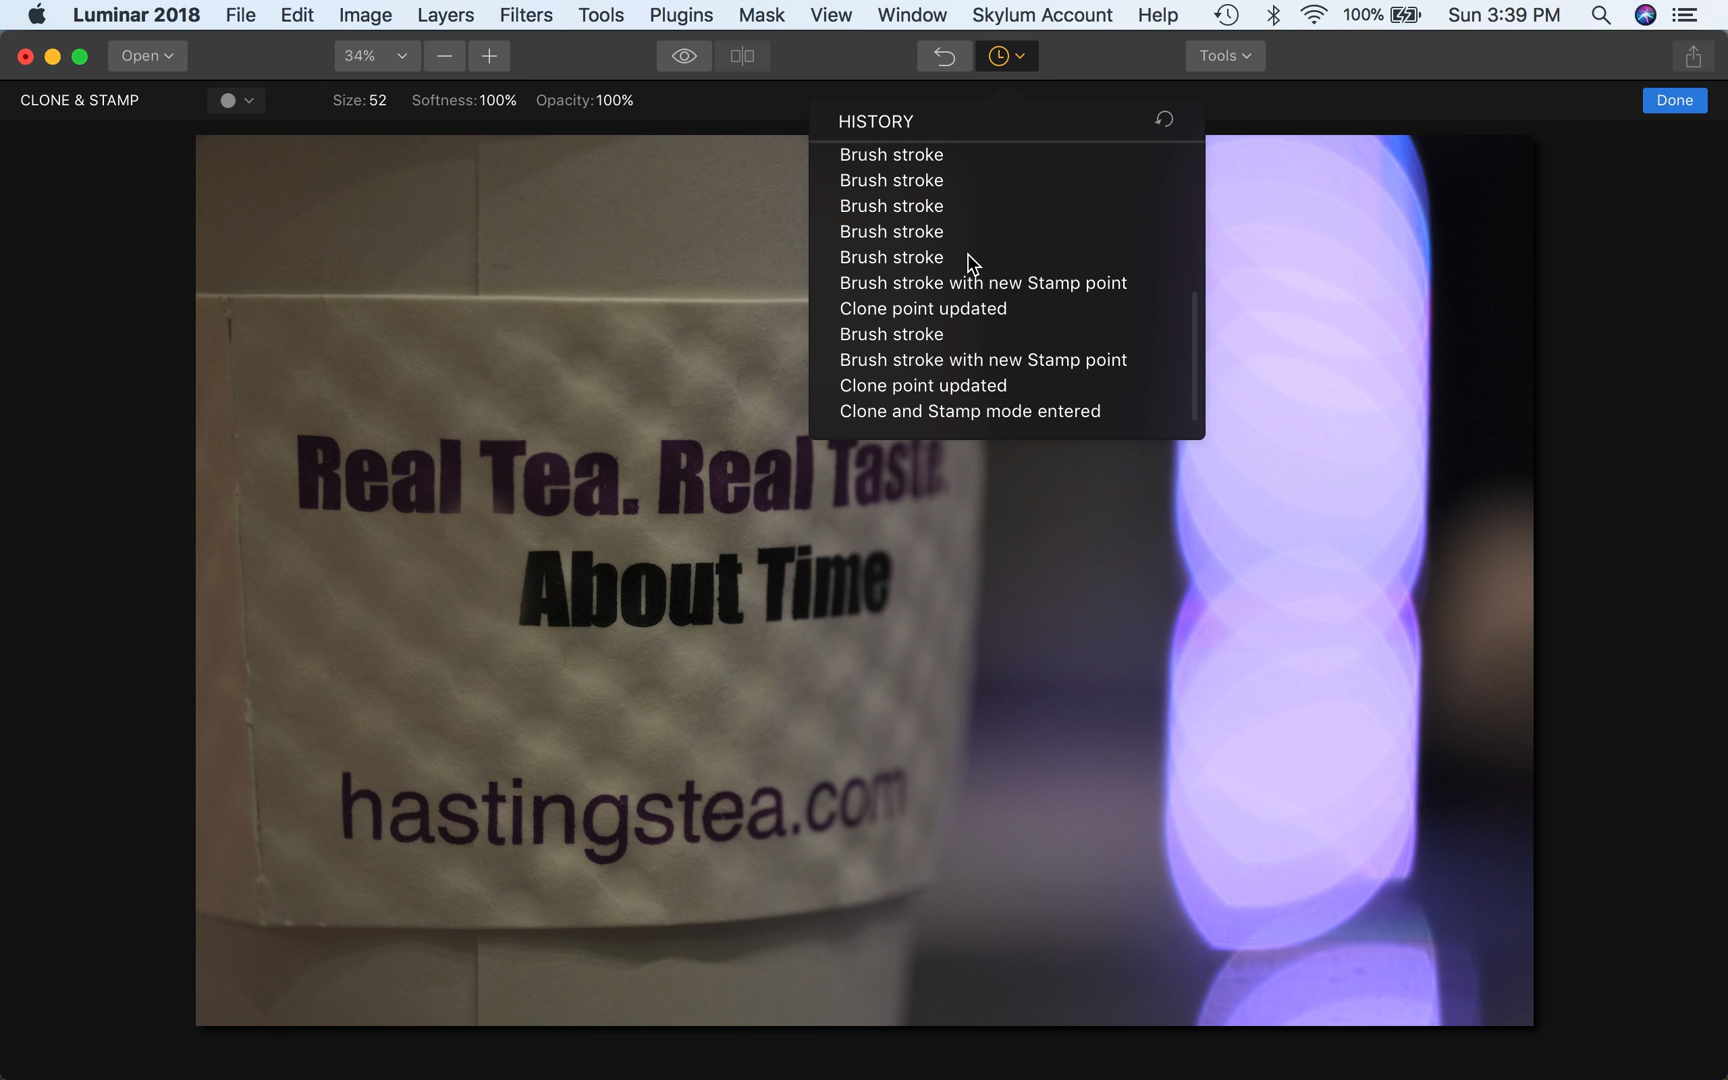 Luminar 2018 File Edit Image Layers Filters Tools Plugins Mask View Window Skylum Account Help 100% Sun 3:39 PM
Open 34% Tools
CLONE & STAMP Size: 52 Softness: 100% Opacity: 100% Done
HISTORY
Brush stroke
Brush stroke
Brush stroke
Brush stroke
Brush stroke
Brush stroke with new Stamp point
Clone point updated
Brush stroke
Brush stroke with new Stamp point
Clone point updated
Clone and Stamp mode entered
Real Tea. Real Taste.
About Time
hastingstea.com